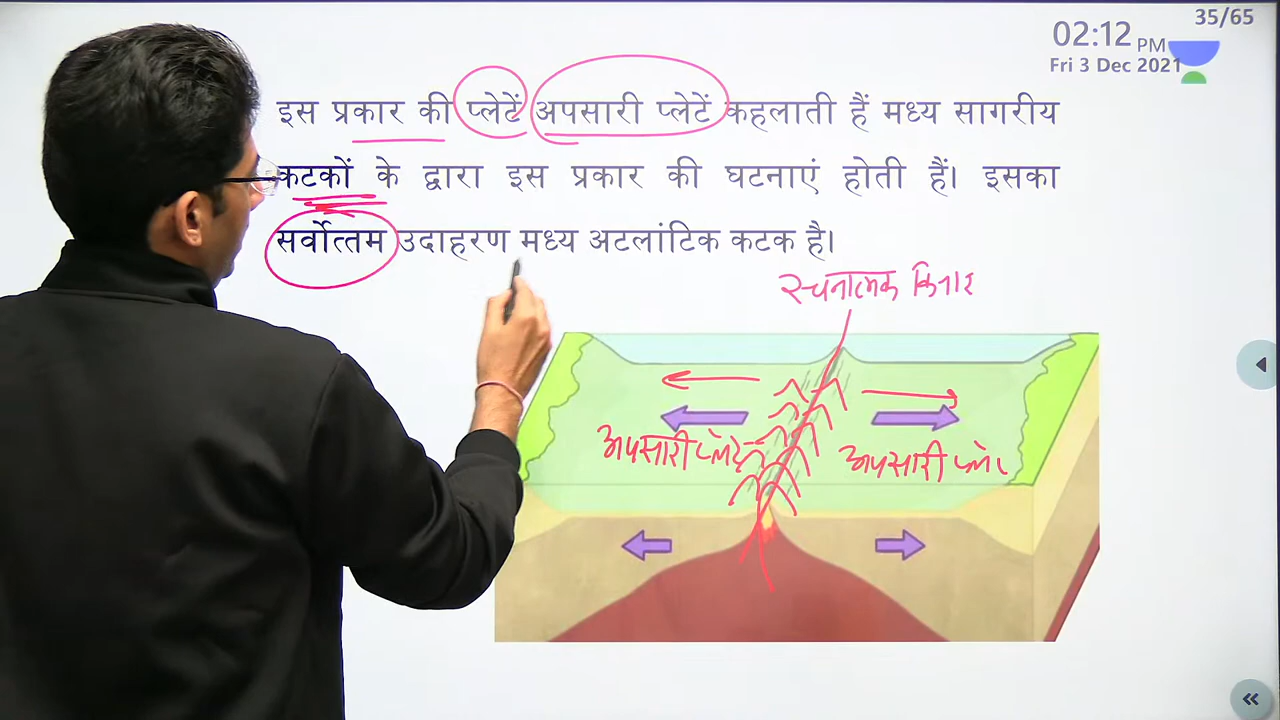 35/65
02:12 PM
Fri 3 Dec 2021
इस प्रकार की प्लेटें अपसारी प्लेटें कहलाती हैं मध्य सागरीय
कटकों के द्वारा इस प्रकार की घटनाएं होती हैं। इसका
सर्वोत्तम उदाहरण मध्य अटलांटिक कटक है।
रचनात्मक किनारा
अपसारी प्लेट
अपसारी प्लेट